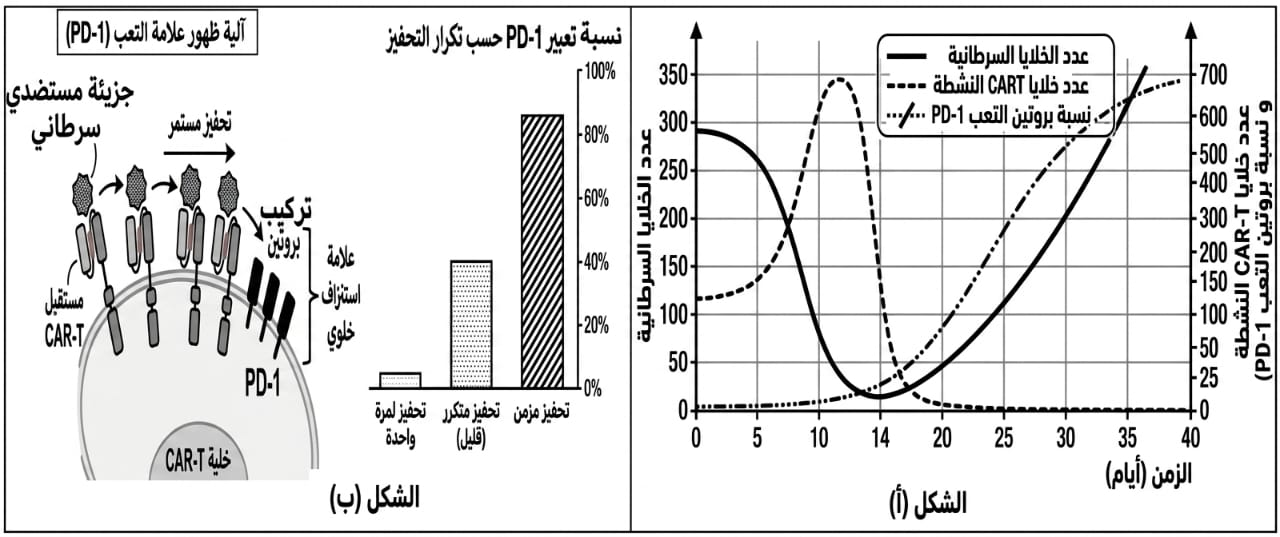 عدد الخلايا السرطانية
عدد خلايا CART النشطة
نسبة بروتين التعب PD-1
عدد الخلايا السرطانية
350
300
250
200
150
100
50
0
700
600
500
400
300
200
150
100
50
25
0
عدد خلايا CAR-T النشطة
و نسبة بروتين التعب PD-1)
0 5 10 14 20 25 30 35 40
الزمن (أيام)
الشكل (أ)
آلية ظهور علامة التعب (PD-1)
جزيئة مستضدي
سرطاني
تحفيز مستمر
تركيب
بروتين
علامة
استنزاف
خلوي
مستقبل
CAR-T
PD-1
خلية CAR-T
نسبة تعبير PD-1 حسب تكرار التحفيز
100%
80%
60%
40%
20%
0%
تحفيز لمرة
واحدة
تحفيز متكرر
(قليل)
تحفيز مزمن
الشكل (ب)